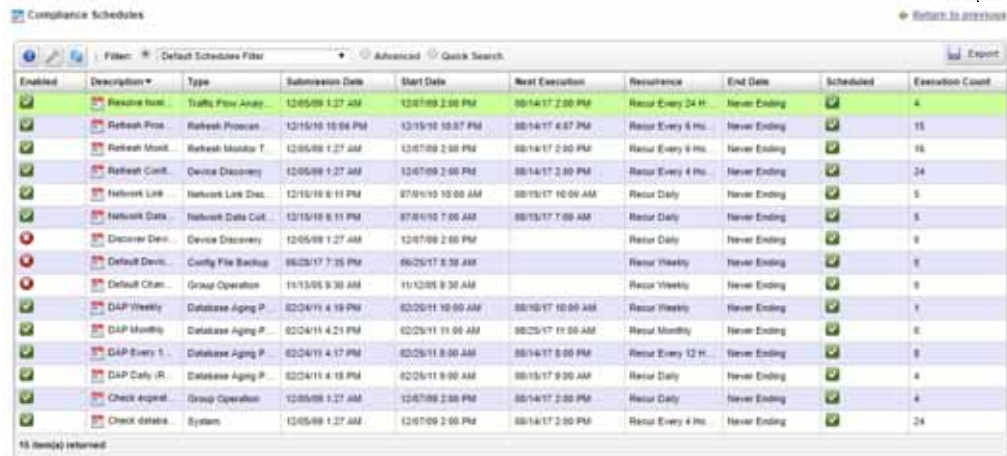 Compliance Schedules
Return to previous
Filter: Default Schedules Filter Advanced Quick Search Export
Enabled Description Type Submission Date Start Date Next Execution Recurrence End Date Scheduled Execution Count
Resolve host... Traffic Flow Analy... 12/05/09 1:27 AM 12/07/09 2:00 PM 08/14/17 2:00 PM Recur Every 24 H... Never Ending 4
Refresh Pros... Refresh Proscan... 12/15/10 10:06 PM 12/15/10 10:07 PM 08/14/17 4:07 PM Recur Every 6 Ho... Never Ending 15
Refresh Monit... Refresh Monitor T... 12/05/09 1:27 AM 12/07/09 2:00 PM 08/14/17 2:00 PM Recur Every 6 Ho... Never Ending 16
Refresh Confi... Device Discovery 12/05/09 1:27 AM 12/07/09 2:00 PM 08/14/17 2:00 PM Recur Every 4 Ho... Never Ending 24
Network Link ... Network Link Disc... 12/15/10 6:11 PM 07/01/10 10:00 AM 08/15/17 10:00 AM Recur Daily Never Ending 5
Network Data ... Network Data Coll... 12/15/10 6:11 PM 07/01/10 7:00 AM 08/15/17 7:00 AM Recur Daily Never Ending 5
Discover Devi... Device Discovery 12/05/09 1:27 AM 12/07/09 2:00 PM Recur Daily Never Ending 0
Default Devic... Config File Backup 06/25/17 8:30 AM Recur Weekly Never Ending
Default Chan... Group Operation 11/13/05 9:30 AM 11/12/05 9:30 AM Recur Weekly Never Ending 0
DAP Weekly Database Aging P... 02/24/11 4:19 PM 02/25/11 10:00 AM 10:00 AM Recur Weekly Never Ending 1
DAP Monthly Database Aging P... 02/24/11 4:21 PM 02/25/11 11:00 AM 08/25/17 11:00 AM Recur Monthly Never Ending 0
DAP Every 1... Database Aging P... 02/24/11 4:17 PM 02/25/11 8:00 AM 08/14/17 8:00 PM Recur Every 12 H... Never Ending 8
DAP Daily (R... Database Aging P... 02/24/11 4:18 PM 02/25/11 9:00 AM 08/15/17 9:00 AM Recur Daily Never Ending 4
Check expirat... Group Operation 12/05/09 1:27 AM 12/07/09 2:00 PM 08/14/17 2:00 PM Recur Daily Never Ending 4
Check databa... System 12/05/09 1:27 AM 12/07/09 2:00 PM 08/14/17 2:00 PM Recur Every 4 Ho... Never Ending 24
15 item(s) returned